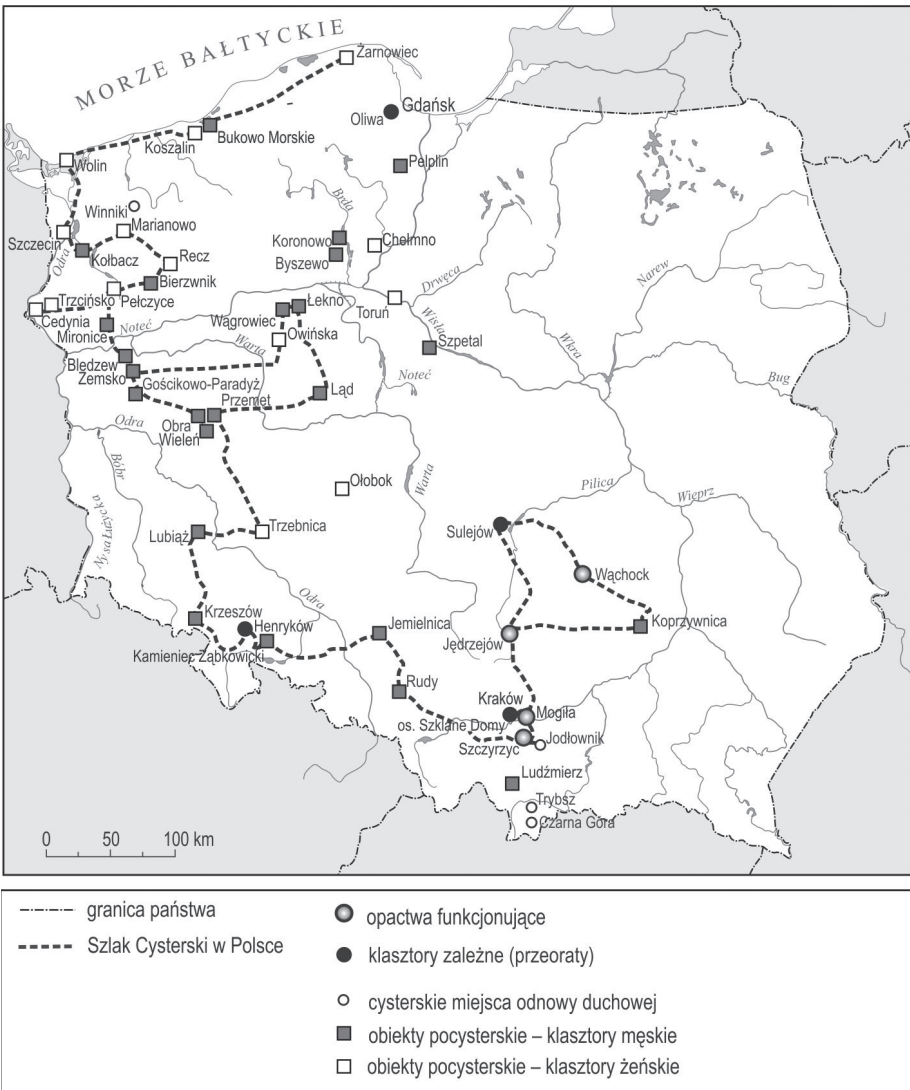 MORZE BAŁTYCKIE
Żarnowiec
Gdańsk
Oliwa
Bukowo Morskie
Koszalin
Wolin
Pelplin
Winniki
Marianowo
Szczecin
Kołbacz
Recz
Bierzwnik
Odra
Brda
Koronowo
Byszewo
Chełmno
Drwęca
Narew
Trzcińsko
Pełczyce
Cedynia
Mironice
Noteć
Łekno
Wągrowiec
Owińska
Toruń
Wisła
Szpetal
Wkra
Warta
Bledzew
Zemsko
Gościkowo-Paradyż
Przemęt
Ląd
Noteć
Bug
Odra
Obra
Wieleń
Bóbr
Nysa Łużycka
Ołobok
Warta
Pilica
Wieprz
Lubiąż
Trzebnica
Sulejów
Wąchock
Odra
Krzeszów
Henryków
Jemielnica
Jędrzejów
Koprzywnica
Kamieniec Ząbkowicki
Rudy
Kraków
Mogiła
os. Szklane Domy
Szczyrzyc
Jodłownik
Ludźmierz
Trybsz
Czarna Góra
0 50 100 km
granica państwa
Szlak Cysterski w Polsce
opactwa funkcjonujące
klasztory zależne (przeoraty)
cysterskie miejsca odnowy duchowej
obiekty pocysterskie – klasztory męskie
obiekty pocysterskie – klasztory żeńskie